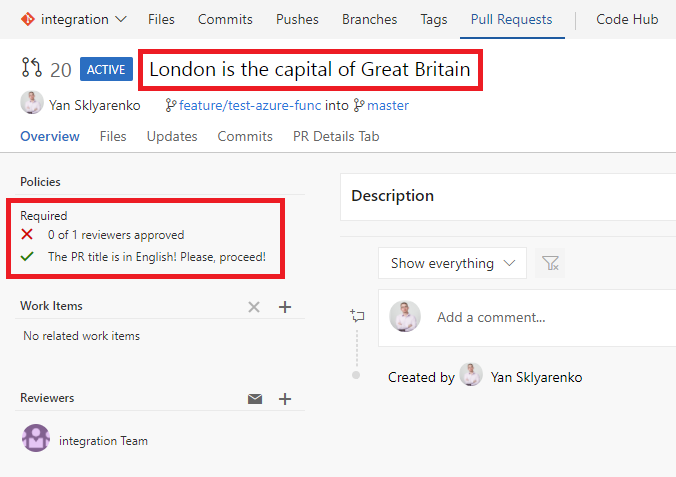 integration Files Commits Pushes Branches Tags Pull Requests Code Hub
20 ACTIVE London is the capital of Great Britain
Yan Sklyarenko feature/test-azure-func into master
Overview Files Updates Commits PR Details Tab
Policies
Description
Required
0 of 1 reviewers approved
The PR title is in English! Please, proceed!
Show everything
Work Items
No related work items
Add a comment...
Created by Yan Sklyarenko
Reviewers
integration Team